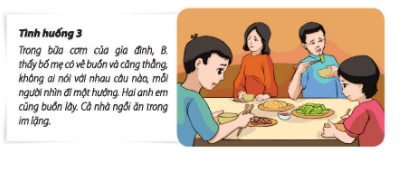 Tình huống 3
Trong bữa cơm của gia đình, B.
thấy bố mẹ có vẻ buồn và căng thẳng,
không ai nói với nhau câu nào, mỗi
người nhìn đi một hướng. Hai anh em
cũng buồn lây. Cả nhà ngồi ăn trong
im lặng.